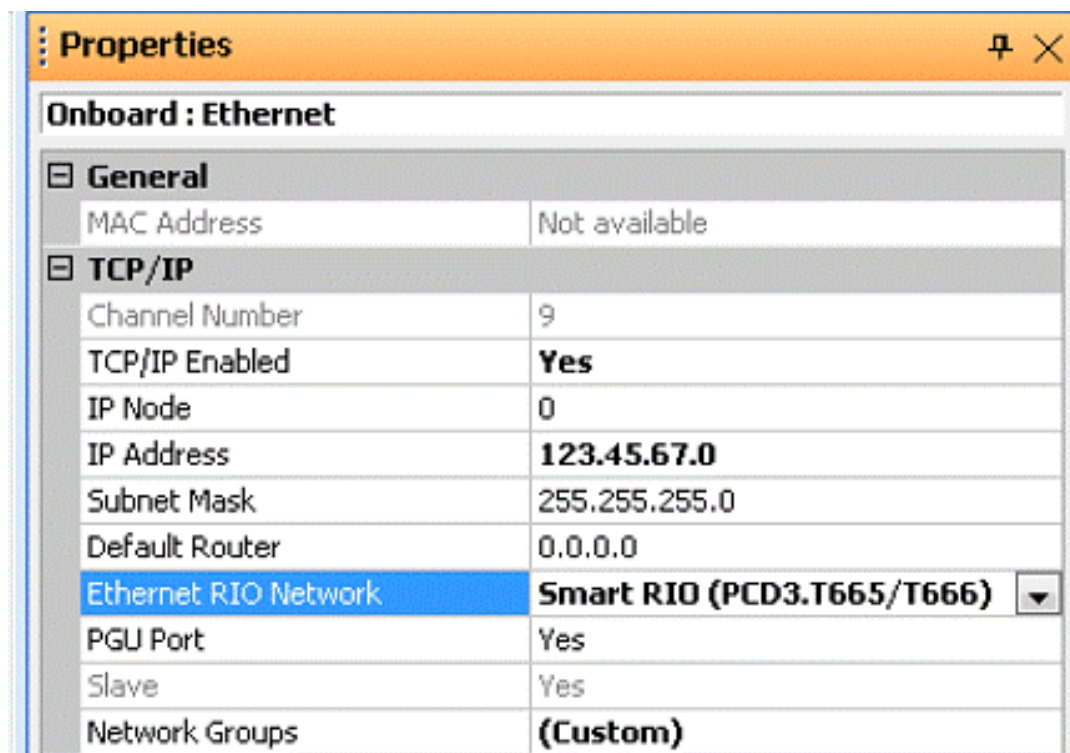 Properties
Onboard : Ethernet
General
MAC Address Not available
TCP/IP
Channel Number 9
TCP/IP Enabled Yes
IP Node 0
IP Address 123.45.67.0
Subnet Mask 255.255.255.0
Default Router 0.0.0.0
Ethernet RIO Network Smart RIO (PCD3.T665/T666)
PGU Port Yes
Slave Yes
Network Groups (Custom)